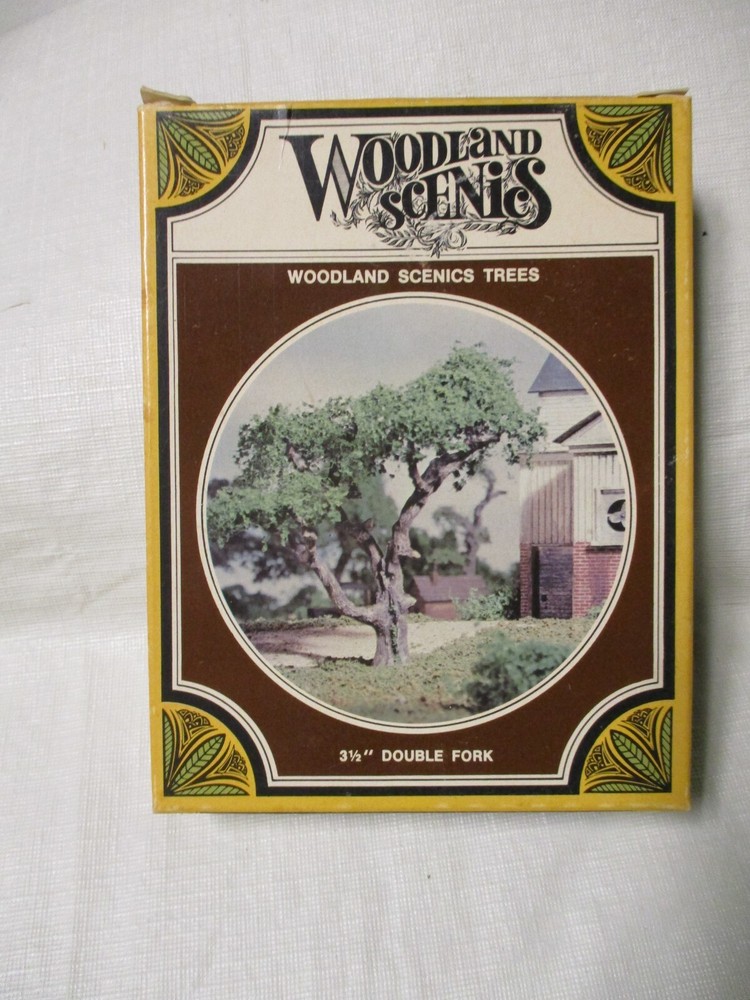 WOODLAND
SCENICS
WOODLAND SCENICS TREES
3½" DOUBLE FORK